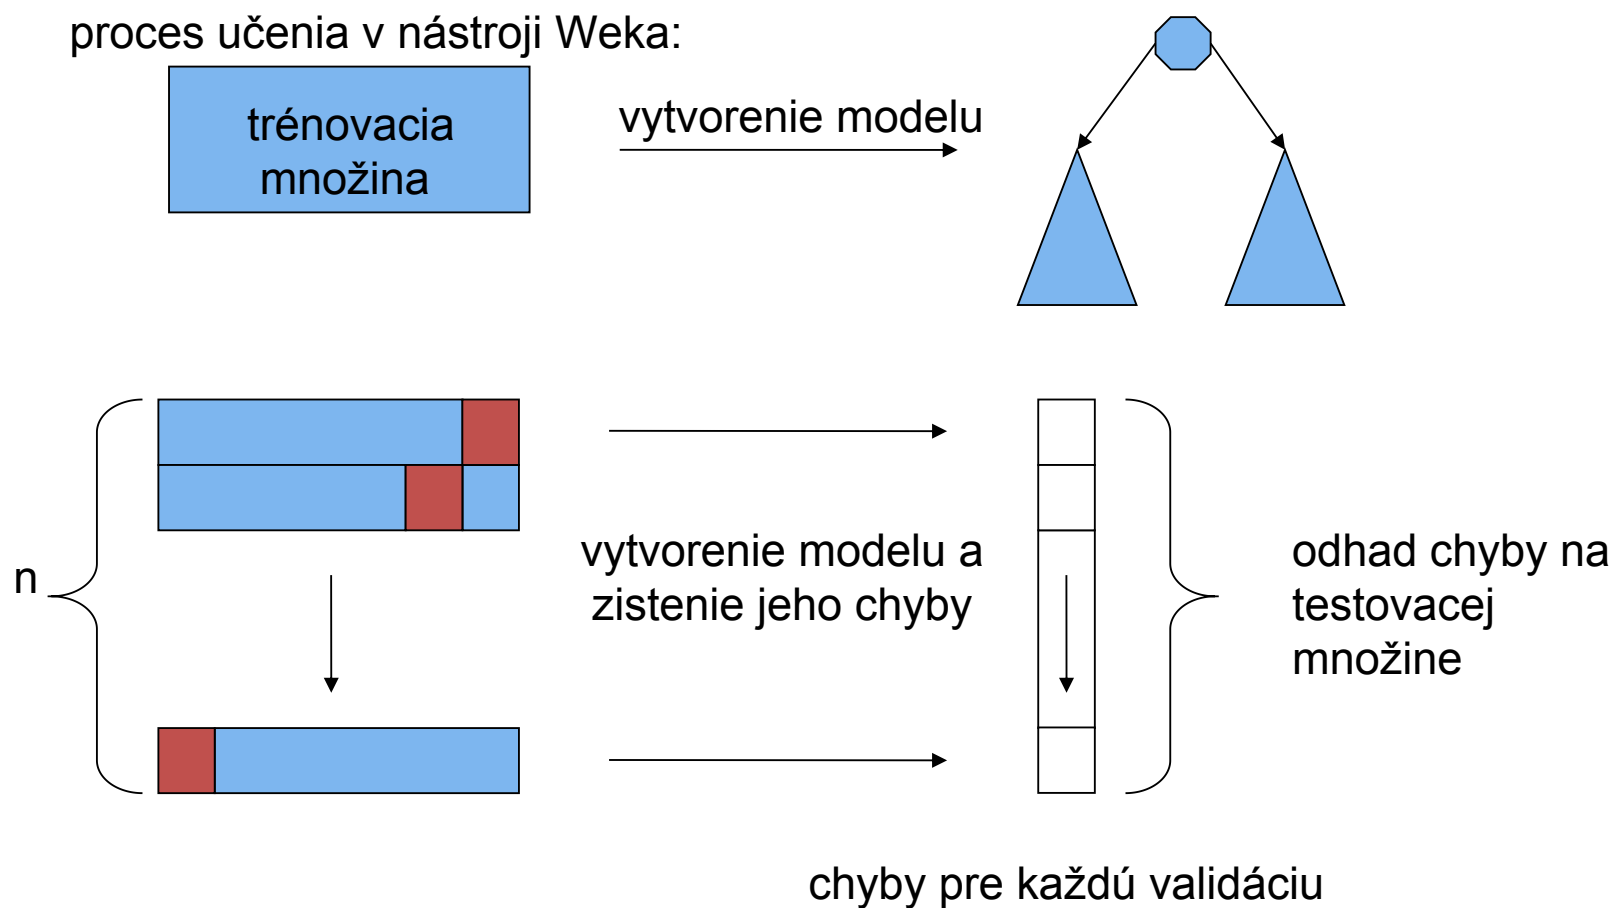 proces učenia v nástroji Weka:
trénovacia
množina
vytvorenie modelu
n
vytvorenie modelu a
zistenie jeho chyby
odhad chyby na
testovacej
množine
chyby pre každú validáciu